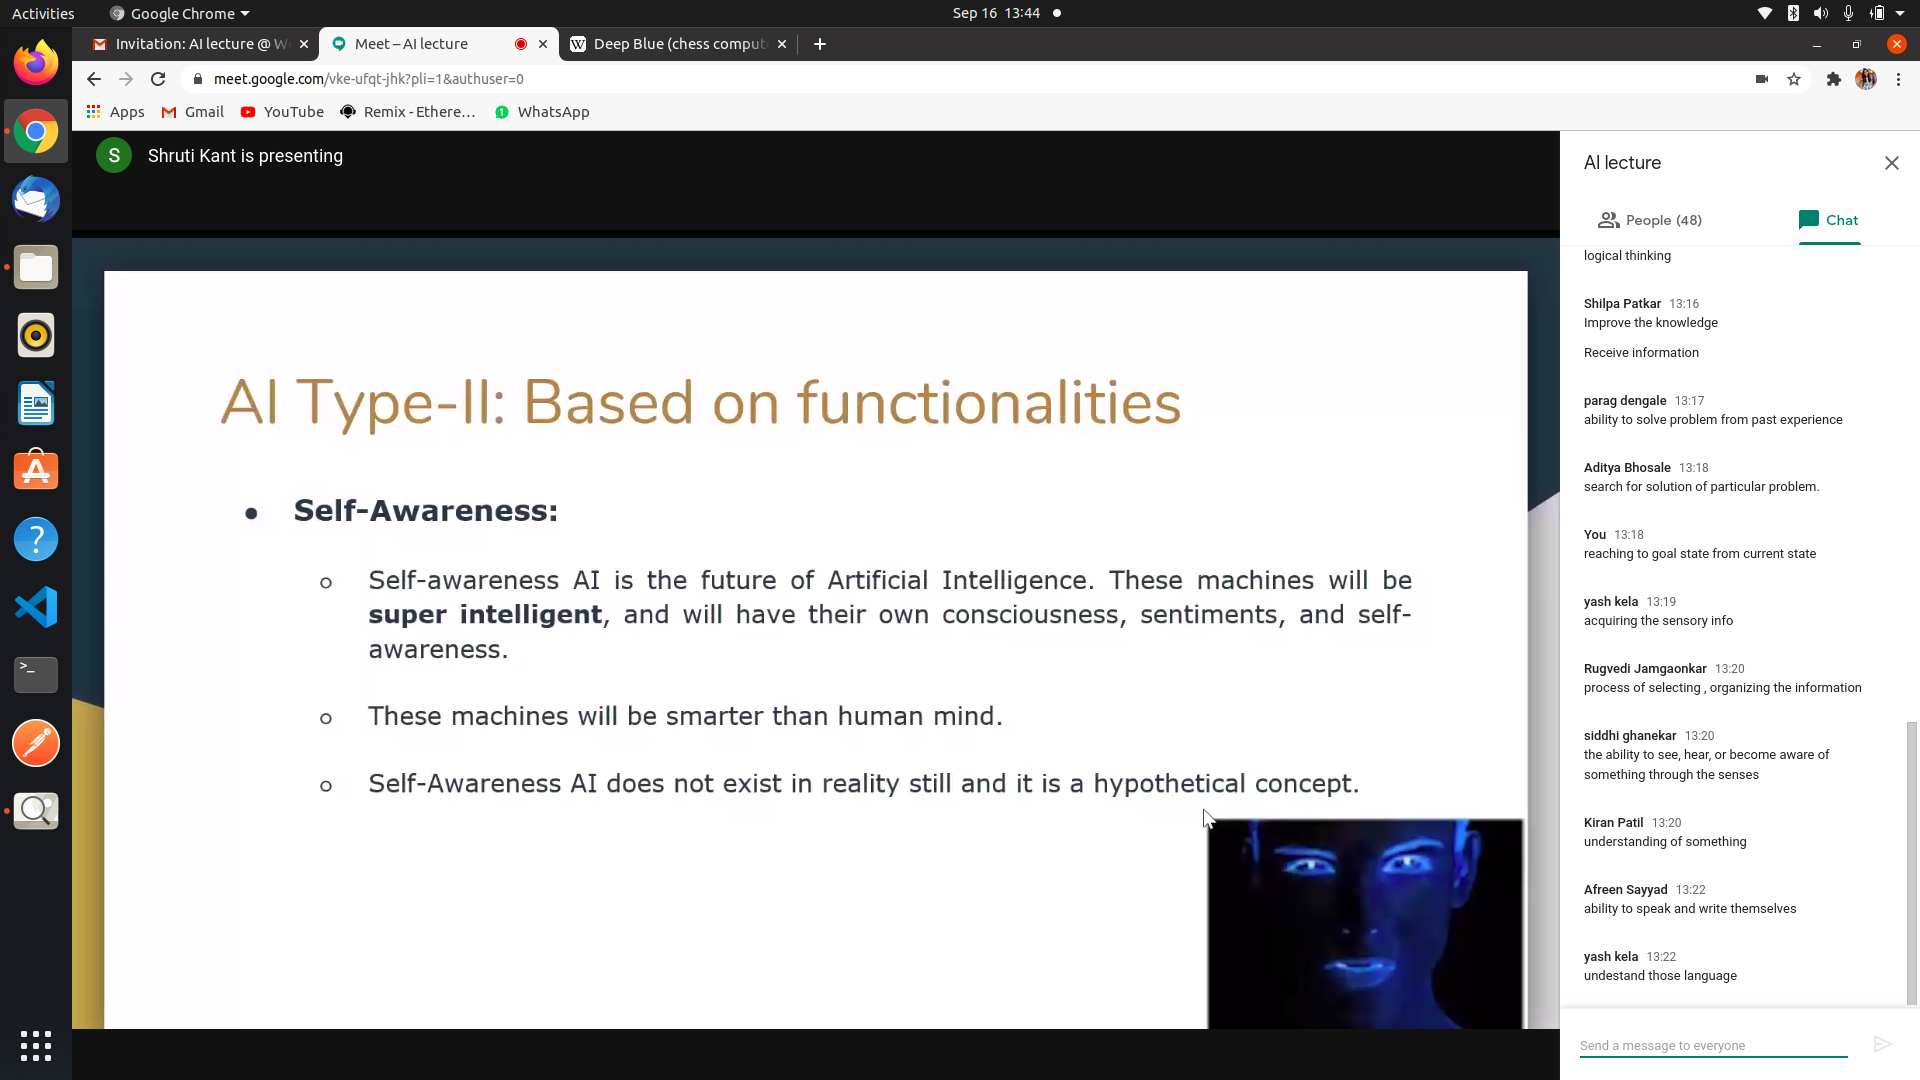 Activities
Google Chrome
Sep 16 13:44
Invitation: AI lecture @ W
Meet – AI lecture
Deep Blue (chess comput
meet.google.com/vke-ufqt-jhk?pli=1&authuser=0
Apps
Gmail
YouTube
Remix - Ethere…
WhatsApp
S
Shruti Kant is presenting
AI Type-II: Based on functionalities
Self-Awareness:
Self-awareness AI is the future of Artificial Intelligence. These machines will be
super intelligent, and will have their own consciousness, sentiments, and self-
awareness.
These machines will be smarter than human mind.
Self-Awareness AI does not exist in reality still and it is a hypothetical concept.
AI lecture
People (48)
Chat
logical thinking
Shilpa Patkar 13:16
Improve the knowledge
Receive information
parag dengale 13:17
ability to solve problem from past experience
Aditya Bhosale 13:18
search for solution of particular problem.
You 13:18
reaching to goal state from current state
yash kela 13:19
acquiring the sensory info
Rugvedi Jamgaonkar 13:20
process of selecting , organizing the information
siddhi ghanekar 13:20
the ability to see, hear, or become aware of
something through the senses
Kiran Patil 13:20
understanding of something
Afreen Sayyad 13:22
ability to speak and write themselves
yash kela 13:22
undestand those language
Send a message to everyone